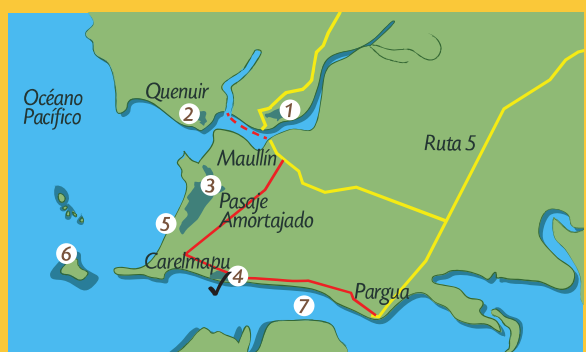 Quenuir
Océano
Pacífico
1
2
Ruta 5
Maullín
3
Pasaje
Amortajado
5
6
Carelmapu
4
Pargua
7